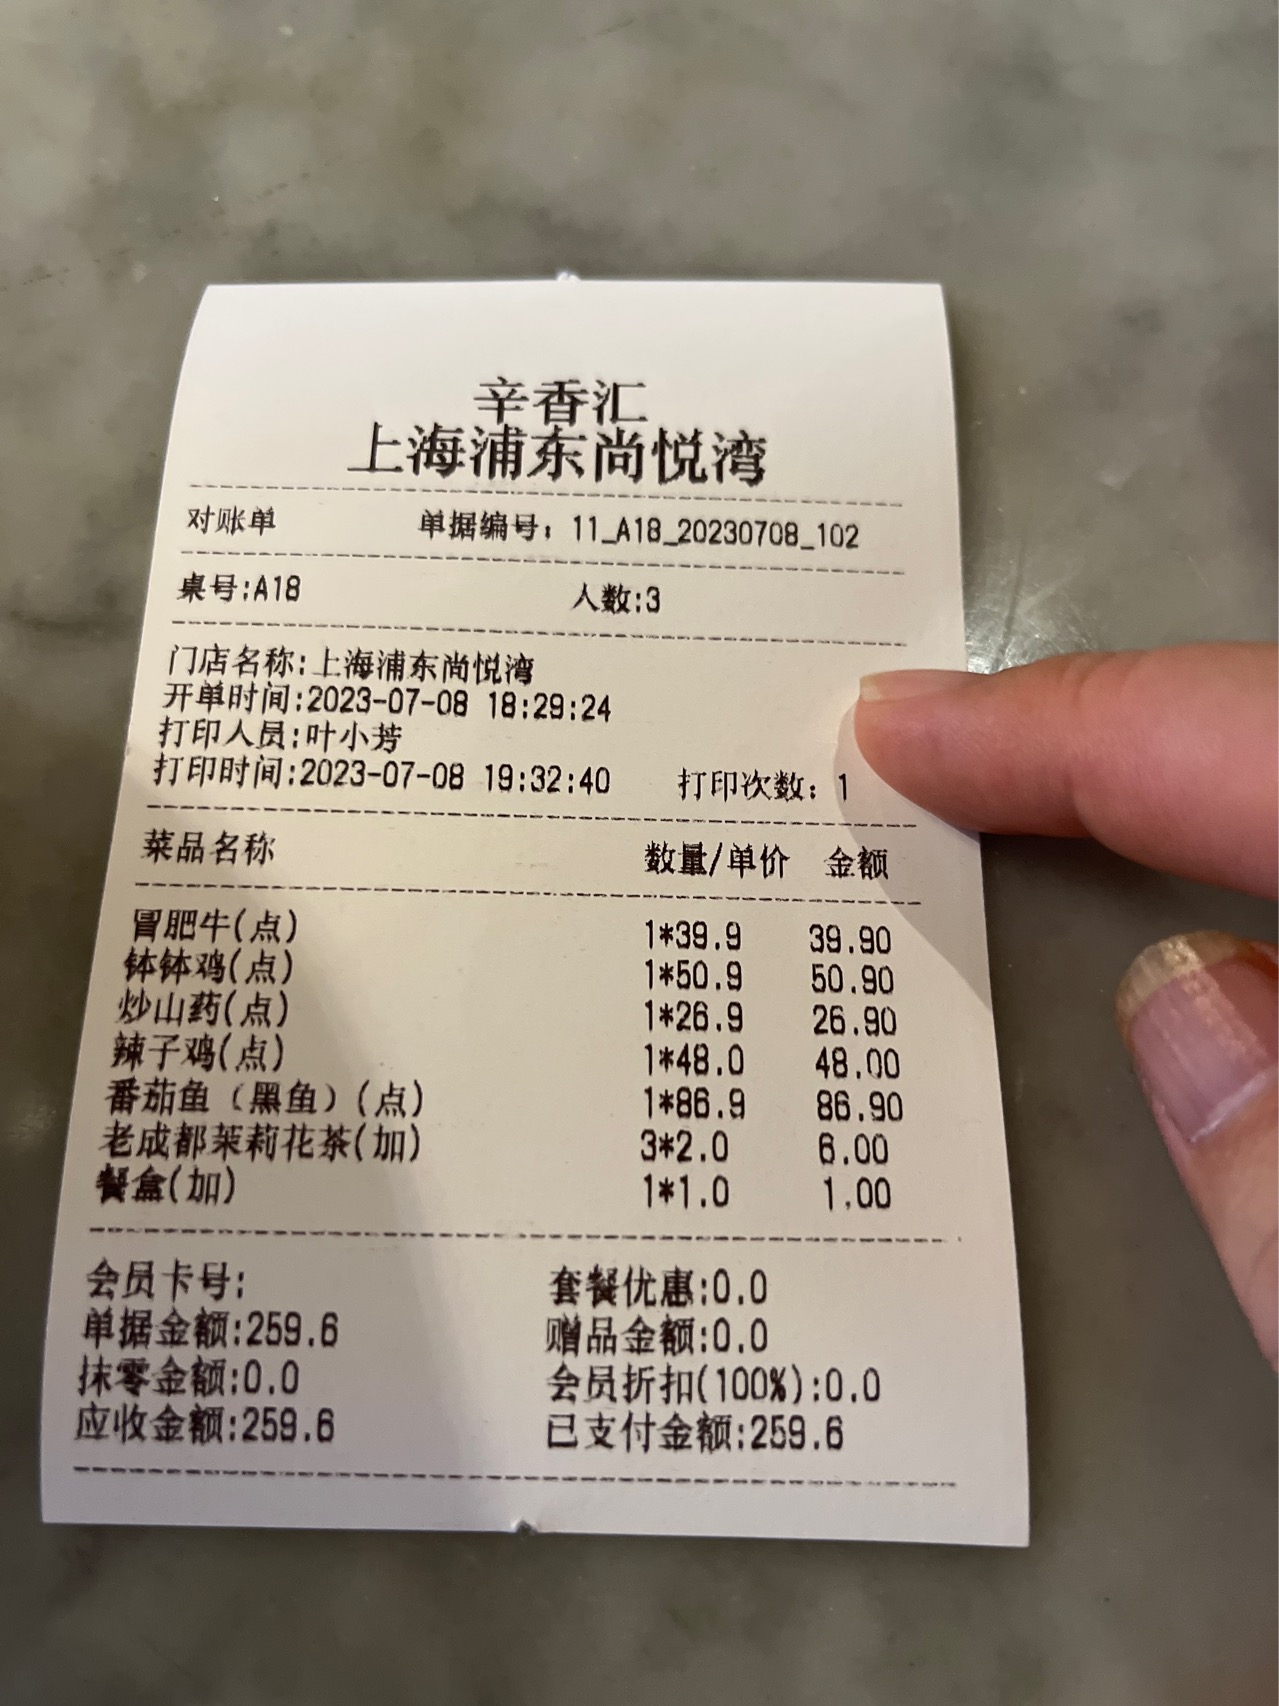 辛香汇
上海浦东尚悦湾
对账单 单据编号：11_A18_20230708_102
桌号:A18 人数:3
门店名称:上海浦东尚悦湾
开单时间:2023-07-08 18:29:24
打印人员:叶小芳
打印时间:2023-07-08 19:32:40 打印次数：1
菜品名称 数量/单价 金额
冒肥牛(点) 1*39.9 39.90
钵钵鸡(点) 1*50.9 50.90
炒山药(点) 1*26.9 26.90
辣子鸡(点) 1*48.0 48.00
番茄鱼（黑鱼）(点) 1*86.9 86.90
老成都茉莉花茶(加) 3*2.0 6.00
餐盒(加) 1*1.0 1.00
会员卡号: 套餐优惠:0.0
单据金额:259.6 赠品金额:0.0
抹零金额:0.0 会员折扣(100%):0.0
应收金额:259.6 已支付金额:259.6